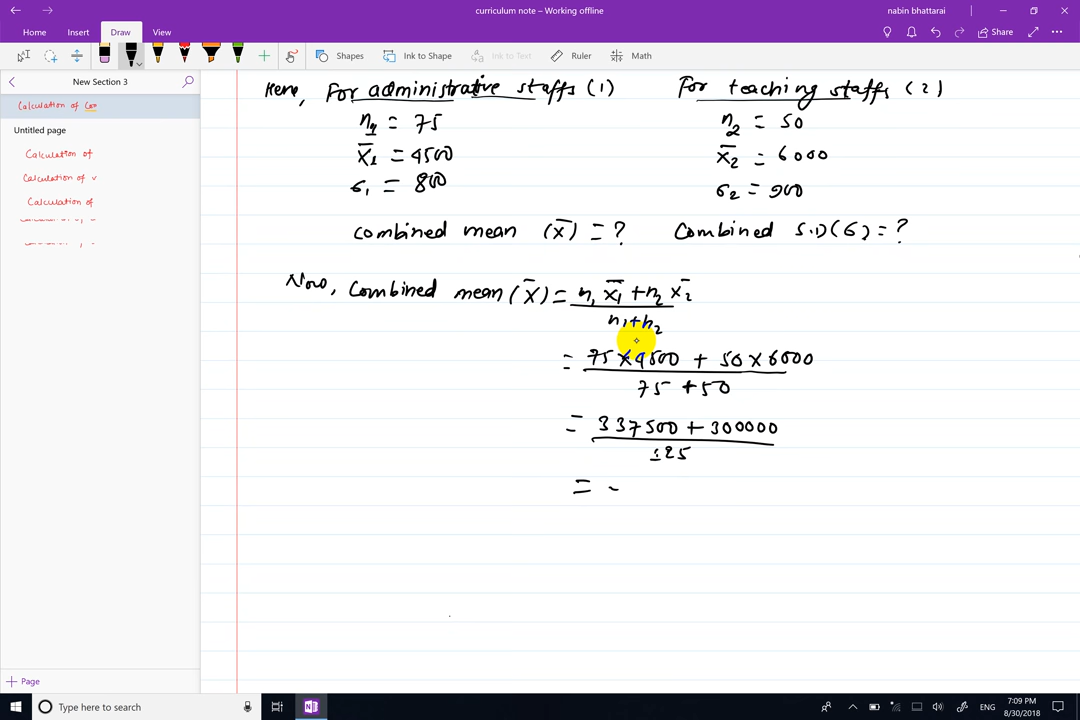 curriculum note – Working offline
nabin bhattarai
Home Insert Draw View
Share
Shapes Ink to Shape Ink to Text Ruler Math
New Section 3
Calculation of Con
Untitled page
Calculation of
Calculation of v
Calculation of
Page
Here, For administrative staffs (1) For teaching staffs (2)
n₁ = 75 n₂ = 50
x̄₁ = 4500 x̄₂ = 6000
σ₁ = 800 σ₂ = 900
combined mean (x̄) = ? Combined S.D (σ) = ?
Now, Combined mean (x̄) = n₁ x̄₁ + n₂ x̄₂
n₁ + n₂
= 75 × 4500 + 50 × 6000
75 + 50
= 337500 + 300000
125
=
Type here to search
ENG
7:09 PM
8/30/2018